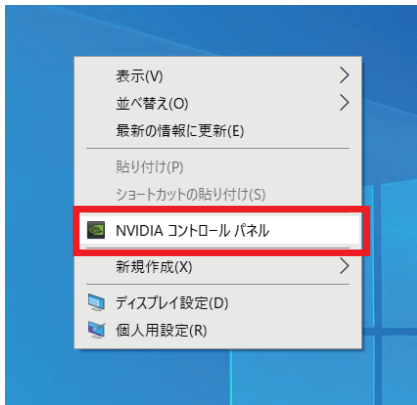 表示(V)
並べ替え(O)
最新の情報に更新(E)
貼り付け(P)
ショートカットの貼り付け(S)
NVIDIA コントロール パネル
新規作成(X)
ディスプレイ設定(D)
個人用設定(R)